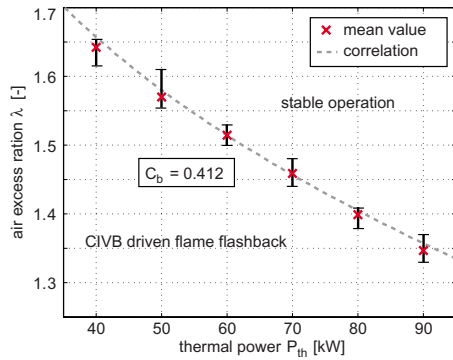 1.7
1.6
1.5
1.4
1.3
air excess ration λ [-]
mean value
correlation
stable operation
C_b = 0.412
CIVB driven flame flashback
40 50 60 70 80 90
thermal power P_th [kW]